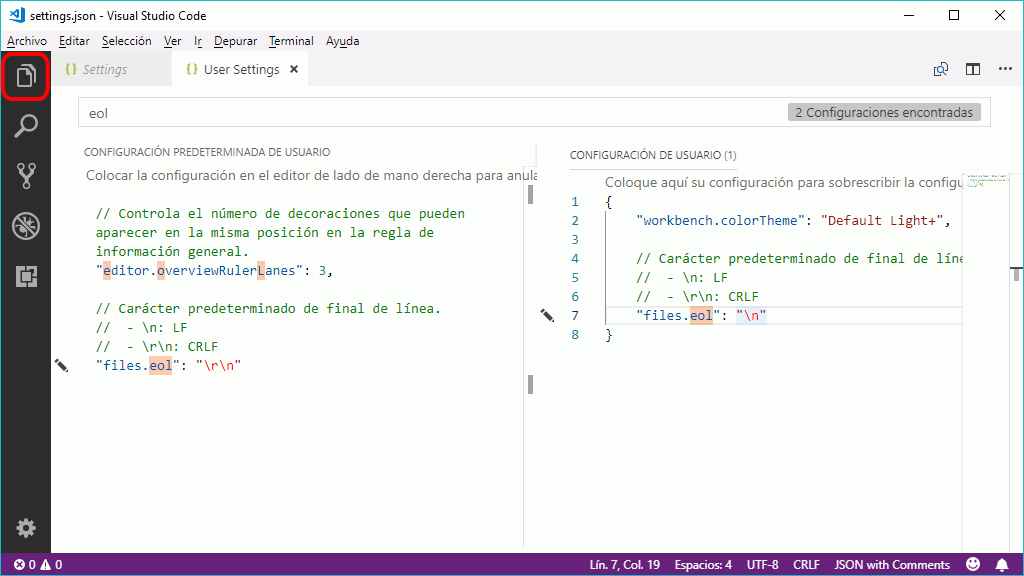 settings.json - Visual Studio Code
Archivo Editar Selección Ver Ir Depurar Terminal Ayuda
{} Settings {} User Settings
eol 2 Configuraciones encontradas
CONFIGURACIÓN PREDETERMINADA DE USUARIO
Colocar la configuración en el editor de lado de mano derecha para anula
// Controla el número de decoraciones que pueden
aparecer en la misma posición en la regla de
información general.
"editor.overviewRulerLanes": 3,
// Carácter predeterminado de final de línea.
//  - \n: LF
//  - \r\n: CRLF
"files.eol": "\r\n"
CONFIGURACIÓN DE USUARIO (1)
Coloque aquí su configuración para sobrescribir la configu
1 {
2 "workbench.colorTheme": "Default Light+",
3
4 // Carácter predeterminado de final de líne
5 //  - \n: LF
6 //  - \r\n: CRLF
7 "files.eol": "\n"
8 }
0 0 Lín. 7, Col. 19 Espacios: 4 UTF-8 CRLF JSON with Comments